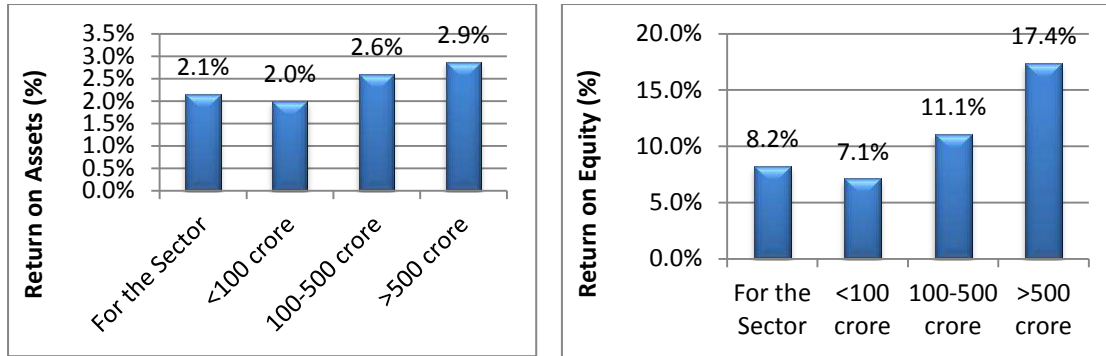 Return on Assets (%)
3.5%
3.0%
2.5%
2.0%
1.5%
1.0%
0.5%
0.0%
2.1%
2.0%
2.6%
2.9%
For the Sector
<100 crore
100-500 crore
>500 crore
Return on Equity (%)
20.0%
15.0%
10.0%
5.0%
0.0%
8.2%
7.1%
11.1%
17.4%
For the
Sector
<100
crore
100-500
crore
>500
crore